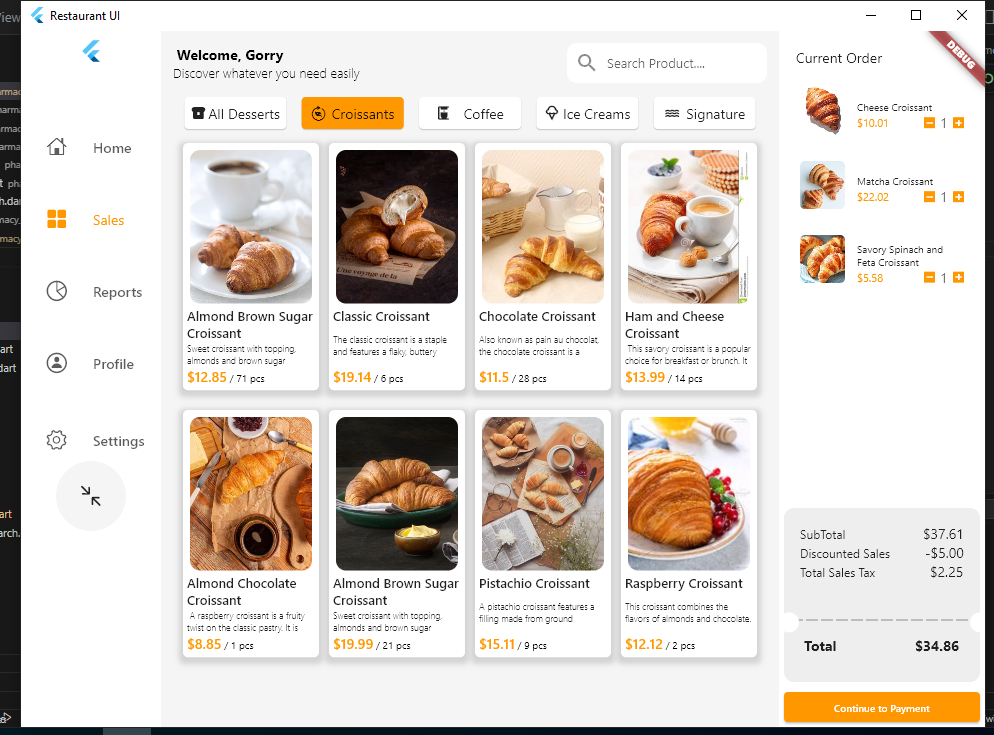 Restaurant UI
DEBUG
Welcome, Gorry
Discover whatever you need easily
Search Product....
All Desserts
Croissants
Coffee
Ice Creams
Signature
Home
Sales
Reports
Profile
Settings
Almond Brown Sugar
Croissant
Sweet croissant with topping,
almonds and brown sugar
$12.85 / 71 pcs
Classic Croissant
The classic croissant is a staple
and features a flaky, buttery
$19.14 / 6 pcs
Chocolate Croissant
Also known as pain au chocolat,
the chocolate croissant is a
$11.5 / 28 pcs
Ham and Cheese
Croissant
This savory croissant is a popular
choice for breakfast or brunch. It
$13.99 / 14 pcs
Almond Chocolate
Croissant
A raspberry croissant is a fruity
twist on the classic pastry. It is
$8.85 / 1 pcs
Almond Brown Sugar
Croissant
Sweet croissant with topping,
almonds and brown sugar
$19.99 / 21 pcs
Pistachio Croissant
A pistachio croissant features a
filling made from ground
$15.11 / 9 pcs
Raspberry Croissant
This croissant combines the
flavors of almonds and chocolate.
$12.12 / 2 pcs
Current Order
Cheese Croissant
$10.01 1
Matcha Croissant
$22.02 1
Savory Spinach and
Feta Croissant
$5.58 1
SubTotal $37.61
Discounted Sales -$5.00
Total Sales Tax $2.25
Total $34.86
Continue to Payment